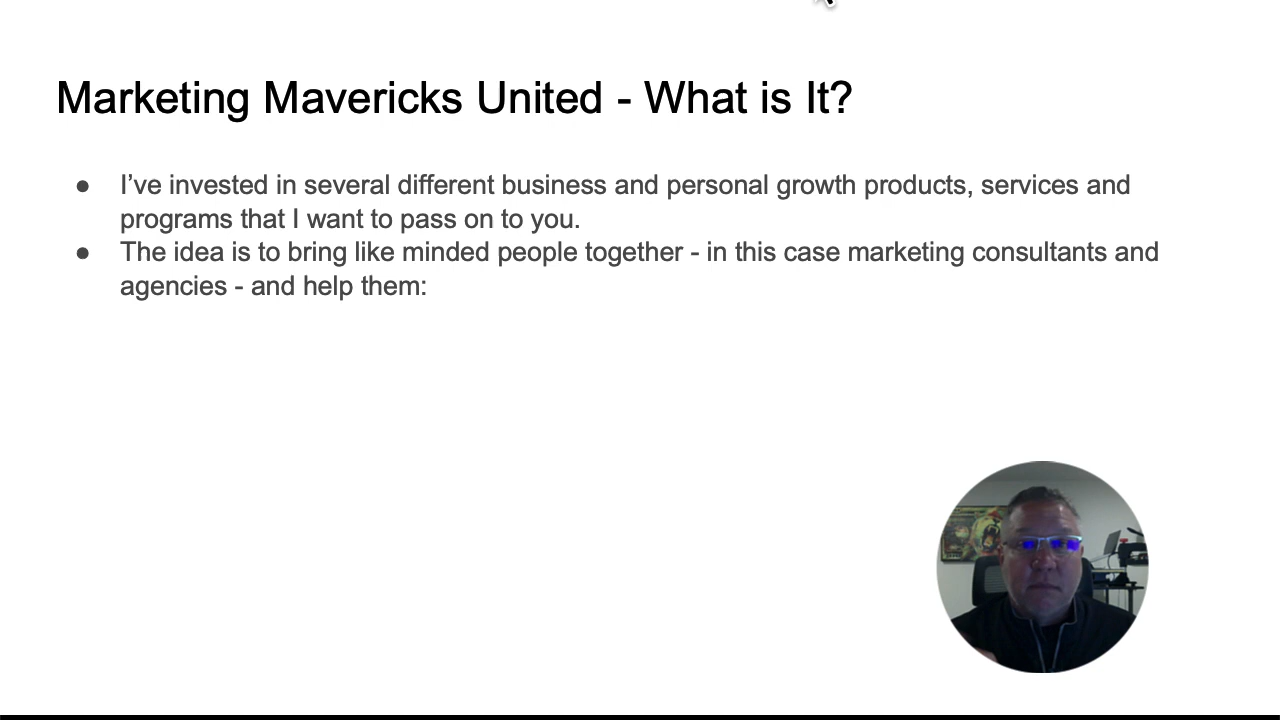 Marketing Mavericks United - What is It?
● I’ve invested in several different business and personal growth products, services and
programs that I want to pass on to you.
● The idea is to bring like minded people together - in this case marketing consultants and
agencies - and help them: